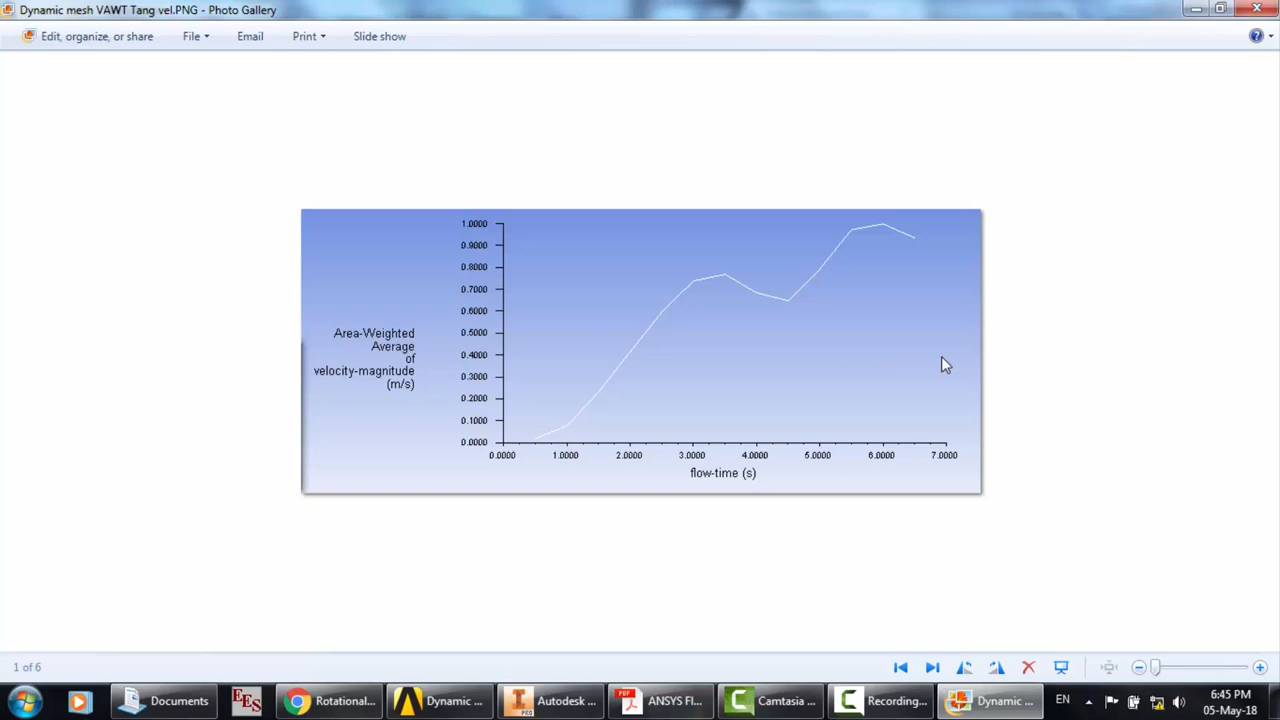 Dynamic mesh VAWT Tang vel.PNG - Photo Gallery
Edit, organize, or share File Email Print Slide show
1.0000
0.9000
0.8000
0.7000
0.6000
0.5000
0.4000
0.3000
0.2000
0.1000
0.0000
Area-Weighted
Average
of
velocity-magnitude
(m/s)
0.0000 1.0000 2.0000 3.0000 4.0000 5.0000 6.0000 7.0000
flow-time (s)
1 of 6
Documents EES Rotational... Dynamic ... Autodesk ... ANSYS Fl... Camtasia ... Recording... Dynamic ... EN 6:45 PM
PRO PDF 05-May-18